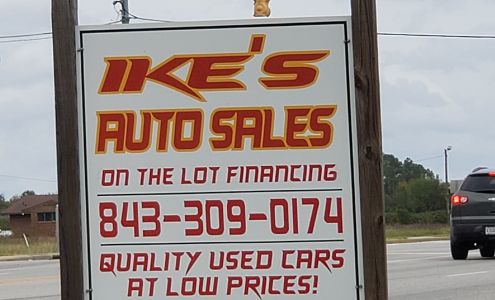 IKE'S
AUTO SALES
ON THE LOT FINANCING
843-309-0174
QUALITY USED CARS
AT LOW PRICES!